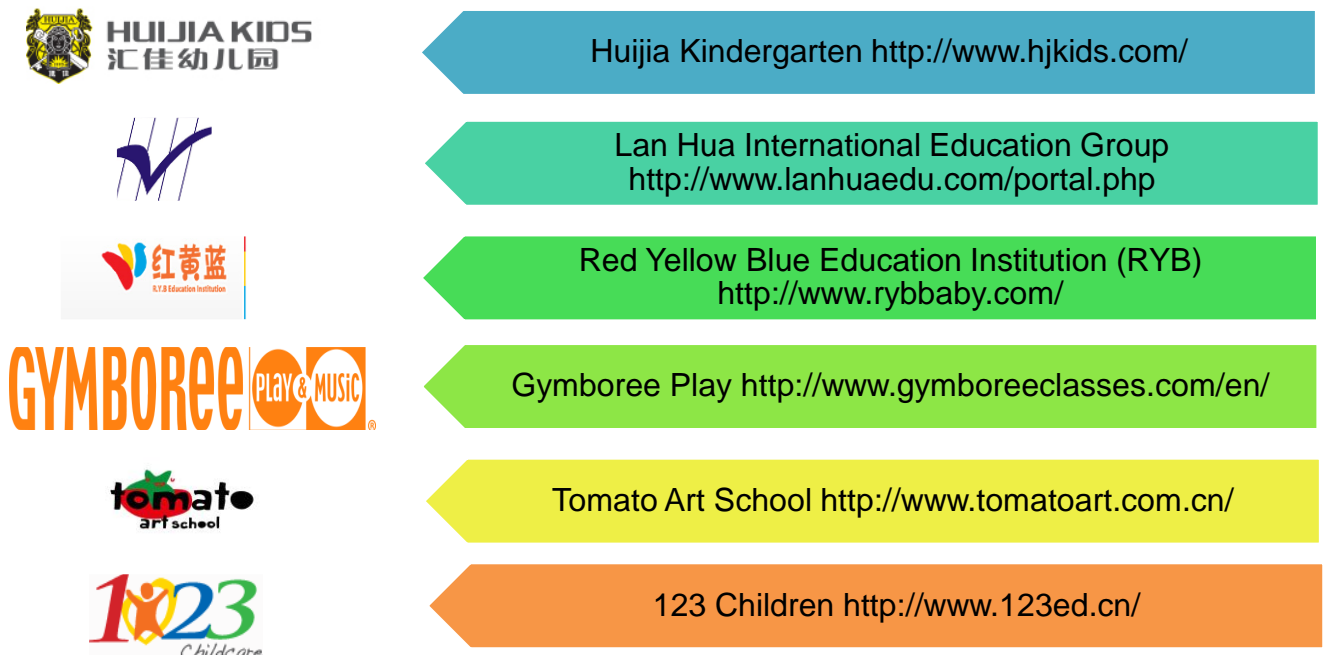 HUIJIA
HUIJIA KIDS
汇佳幼儿园
Huijia Kindergarten http://www.hjkids.com/
Lan Hua International Education Group
http://www.lanhuaedu.com/portal.php
红黄蓝
R.Y.B Education Institution
Red Yellow Blue Education Institution (RYB)
http://www.rybbaby.com/
GYMBOREE PLAY & MUSIC ®
Gymboree Play http://www.gymboreeclasses.com/en/
tomato
art school
Tomato Art School http://www.tomatoart.com.cn/
123
Childcare
123 Children http://www.123ed.cn/